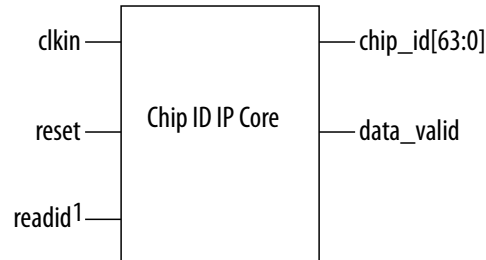 clkin
chip_id[63:0]
Chip ID IP Core
reset
data_valid
readid1